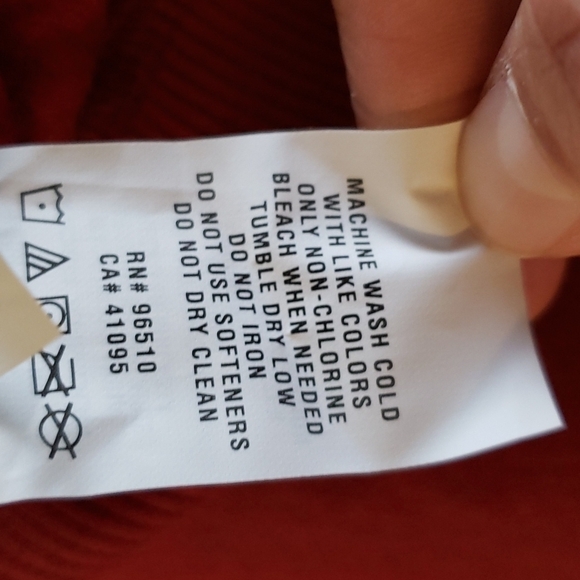 MACHINE WASH COLD
WITH LIKE COLORS
ONLY NON-CHLORINE
BLEACH WHEN NEEDED
TUMBLE DRY LOW
DO NOT IRON
DO NOT USE SOFTENERS
DO NOT DRY CLEAN
RN# 96510
CA# 41095